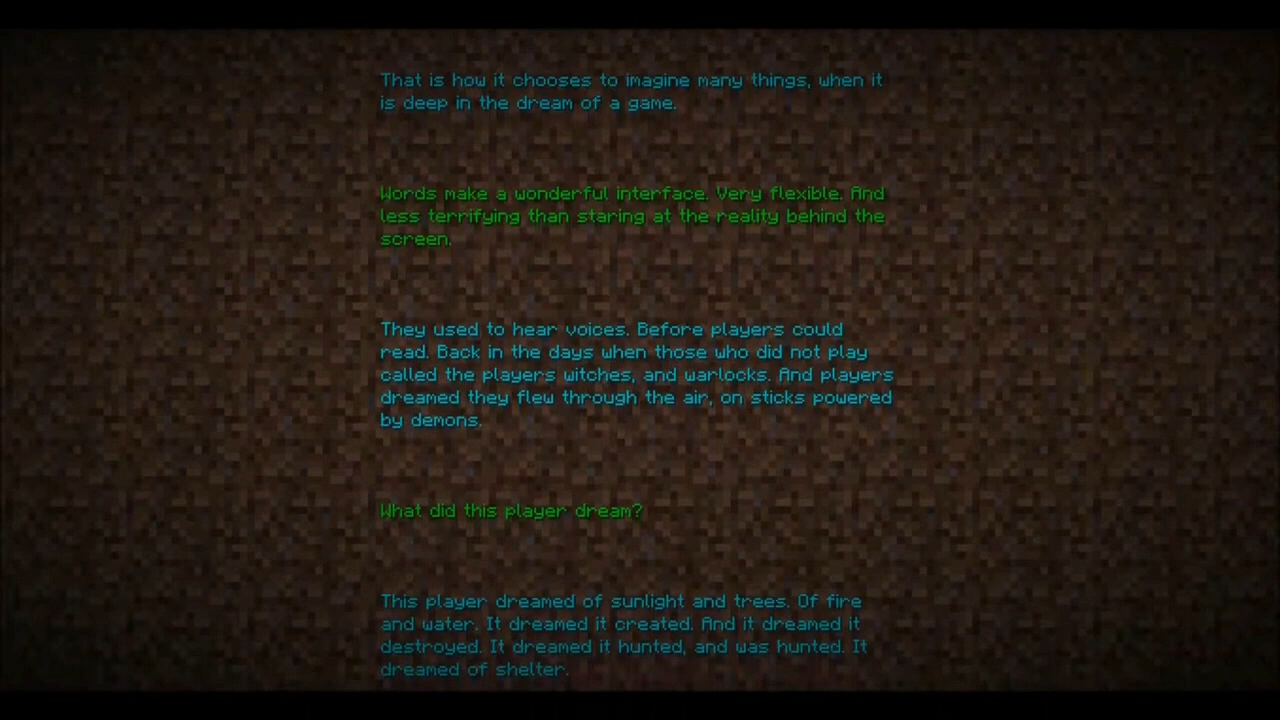 That is how it chooses to imagine many things, when it
is deep in the dream of a game.
Words make a wonderful interface. Very flexible. And
less terrifying than staring at the reality behind the
screen.
They used to hear voices. Before players could
read. Back in the days when those who did not play
called the players witches, and warlocks. And players
dreamed they flew through the air, on sticks powered
by demons.
What did this player dream?
This player dreamed of sunlight and trees. Of fire
and water. It dreamed it created. And it dreamed it
destroyed. It dreamed it hunted, and was hunted. It
dreamed of shelter.